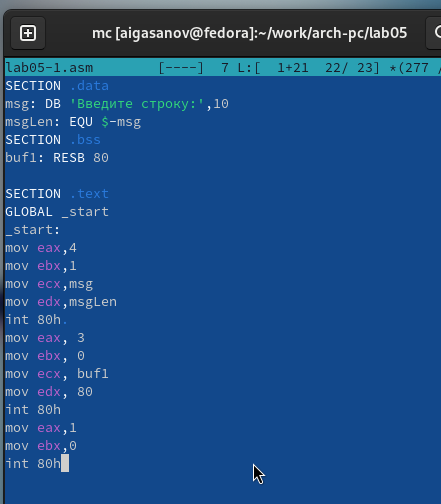 mc [aigasanov@fedora]:~/work/arch-pc/lab05
lab05-1.asm [----] 7 L:[ 1+21 22/ 23] *(277 /
SECTION .data
msg: DB 'Введите строку:',10
msgLen: EQU $-msg
SECTION .bss
buf1: RESB 80
SECTION .text
GLOBAL _start
_start:
mov eax,4
mov ebx,1
mov ecx,msg
mov edx,msgLen
int 80h.
mov eax, 3
mov ebx, 0
mov ecx, buf1
mov edx, 80
int 80h
mov eax,1
mov ebx,0
int 80h